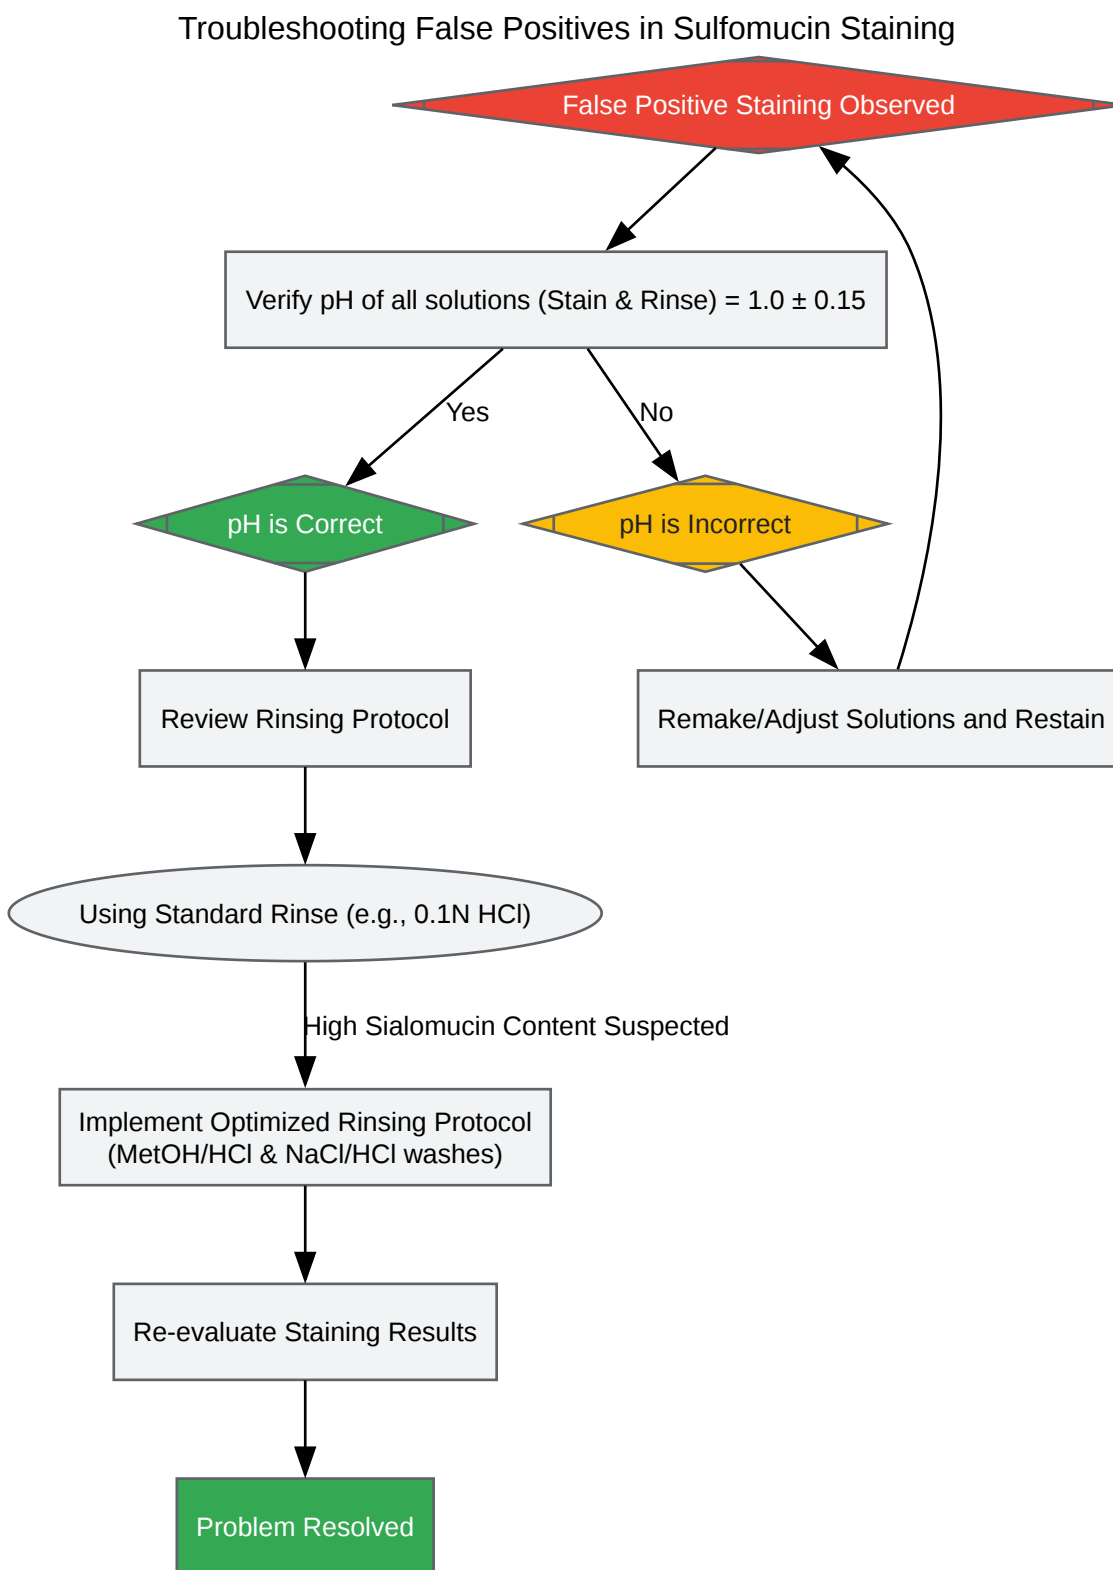 Troubleshooting False Positives in Sulfomucin Staining
False Positive Staining Observed
Verify pH of all solutions (Stain & Rinse) = 1.0 ± 0.15
Yes
No
pH is Correct
pH is Incorrect
Review Rinsing Protocol
Remake/Adjust Solutions and Restain
Using Standard Rinse (e.g., 0.1N HCl)
High Sialomucin Content Suspected
Implement Optimized Rinsing Protocol
(MetOH/HCl & NaCl/HCl washes)
Re-evaluate Staining Results
Problem Resolved